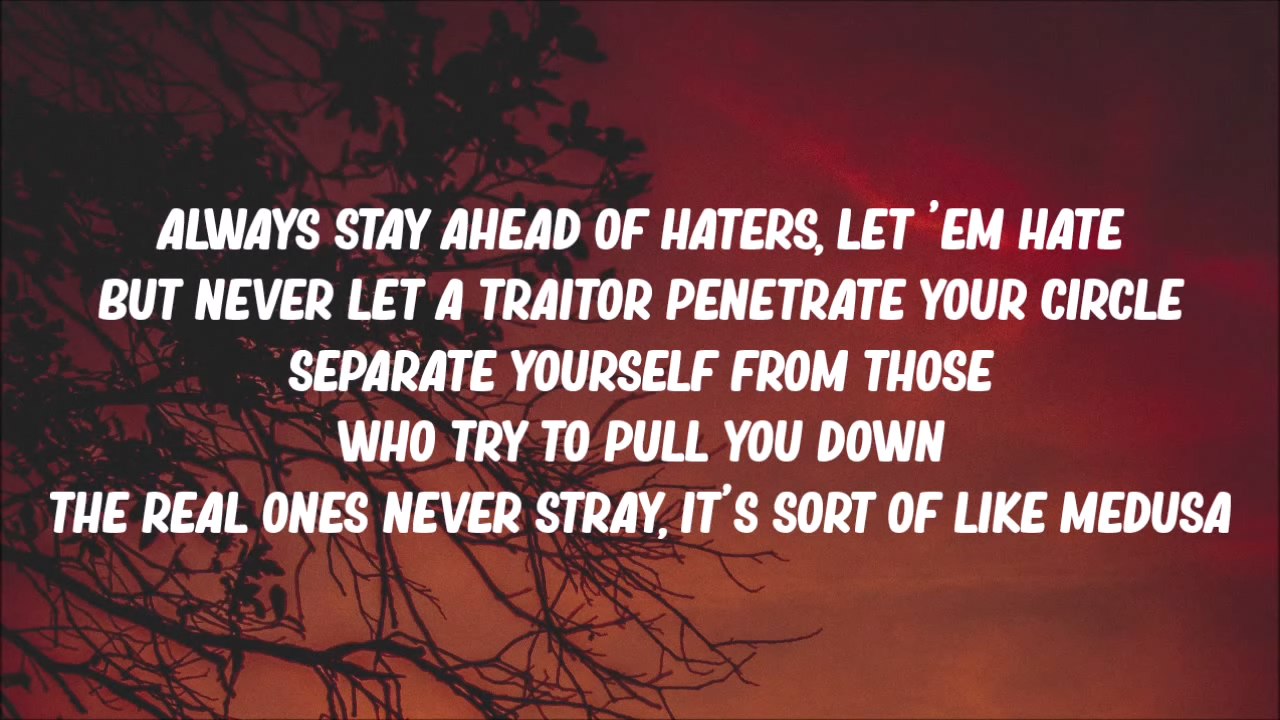 ALWAYS STAY AHEAD OF HATERS, LET 'EM HATE
BUT NEVER LET A TRAITOR PENETRATE YOUR CIRCLE
SEPARATE YOURSELF FROM THOSE
WHO TRY TO PULL YOU DOWN
THE REAL ONES NEVER STRAY, IT'S SORT OF LIKE MEDUSA